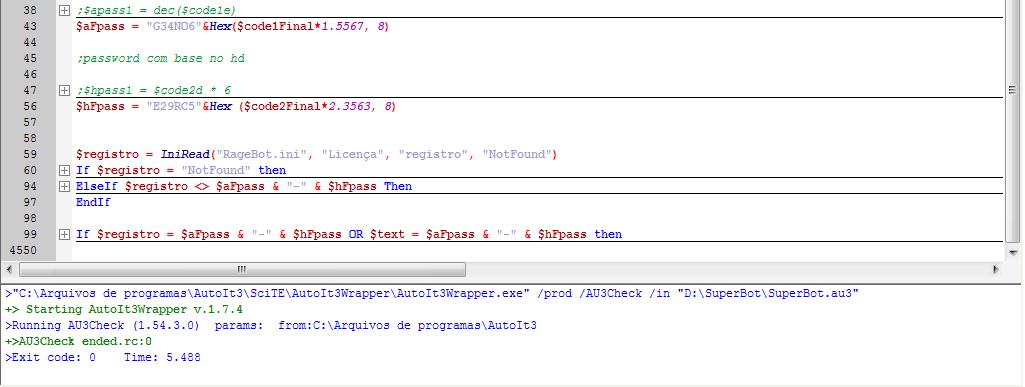 38 ;$apass1 = dec($code1e)
43 $aFpass = "G34NO6"&Hex($code1Final*1.5567, 8)
44
45 ;password com base no hd
46
47 ;$hpass1 = $code2d * 6
56 $hFpass = "E29RC5"&Hex ($code2Final*2.3563, 8)
57
58
59 $registro = IniRead("RageBot.ini", "Licença", "registro", "NotFound")
60 If $registro = "NotFound" then
94 ElseIf $registro <> $aFpass & "-" & $hFpass Then
97 EndIf
98
99 If $registro = $aFpass & "-" & $hFpass OR $text = $aFpass & "-" & $hFpass then
4550
>"C:\Arquivos de programas\AutoIt3\SciTE\AutoIt3Wrapper\AutoIt3Wrapper.exe" /prod /AU3Check /in "D:\SuperBot\SuperBot.au3"
+> Starting AutoIt3Wrapper v.1.7.4
>Running AU3Check (1.54.3.0) params: from:C:\Arquivos de programas\AutoIt3
+>AU3Check ended.rc:0
>Exit code: 0 Time: 5.488